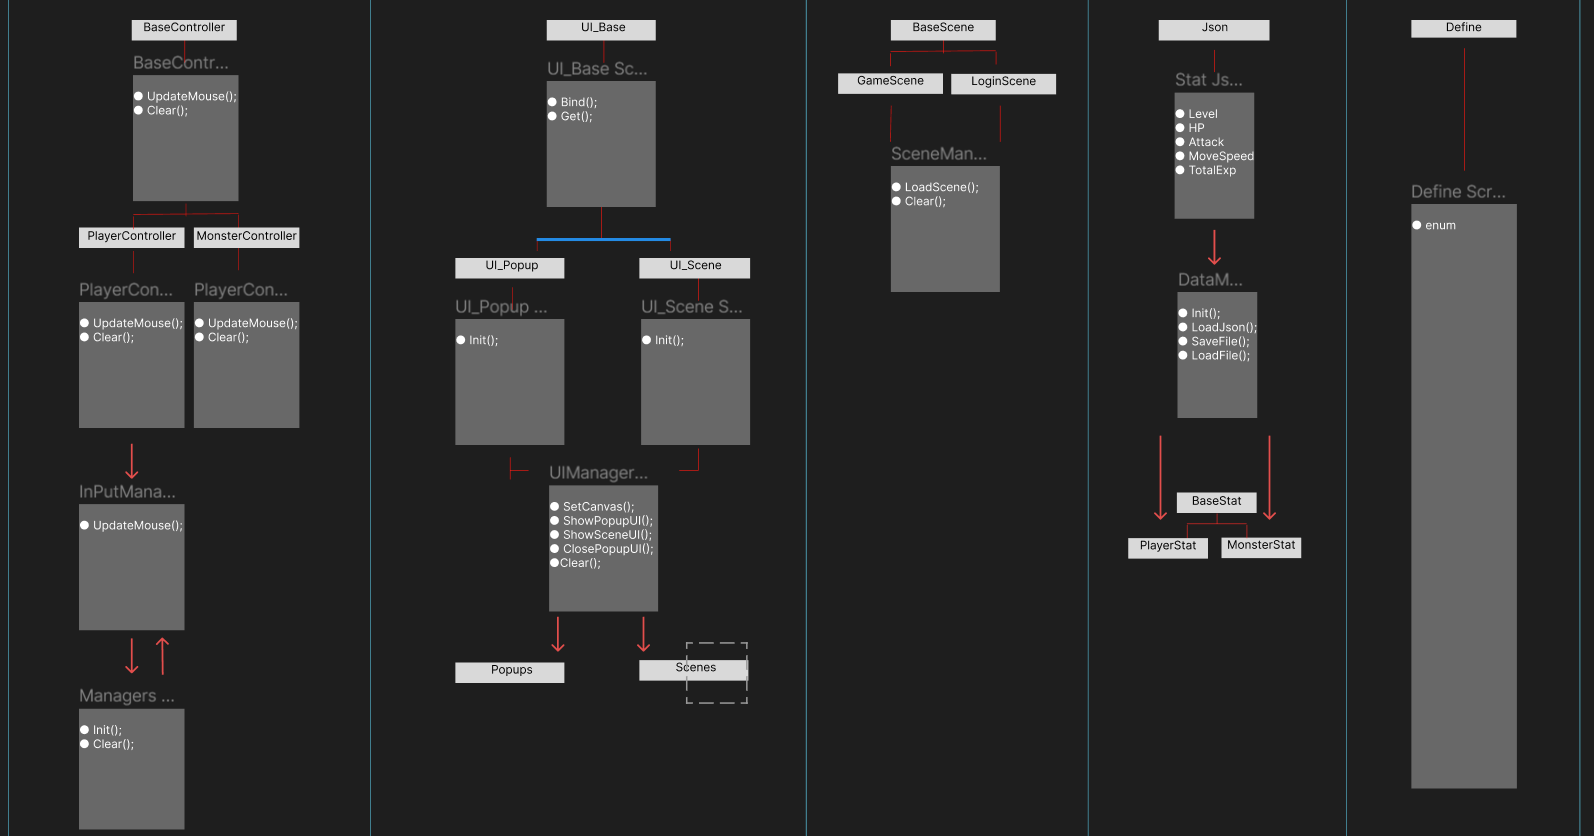 BaseController
BaseContr...
UpdateMouse();
Clear();
PlayerController
MonsterController
PlayerCon...
UpdateMouse();
Clear();
PlayerCon...
UpdateMouse();
Clear();
InPutMana...
UpdateMouse();
Managers ...
Init();
Clear();
UI_Base
UI_Base Sc...
Bind();
Get();
UI_Popup
UI_Scene
UI_Popup ...
Init();
UI_Scene S...
Init();
UIManager...
SetCanvas();
ShowPopupUI();
ShowSceneUI();
ClosePopupUI();
Clear();
Popups
Scenes
BaseScene
GameScene
LoginScene
SceneMan...
LoadScene();
Clear();
Json
Stat Js...
Level
HP
Attack
MoveSpeed
TotalExp
DataM...
Init();
LoadJson();
SaveFile();
LoadFile();
BaseStat
PlayerStat
MonsterStat
Define
Define Scr...
enum